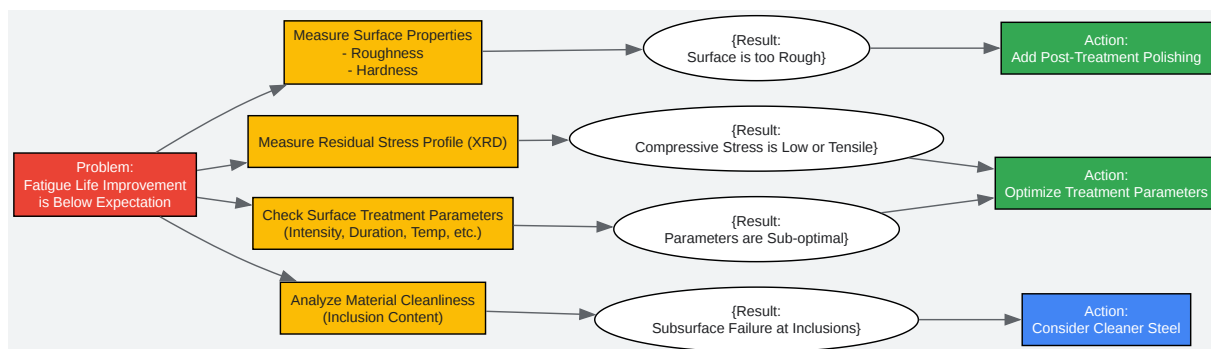 Measure Surface Properties
- Roughness
- Hardness
{Result:
Surface is too Rough}
Action:
Add Post-Treatment Polishing
Measure Residual Stress Profile (XRD)
{Result:
Compressive Stress is Low or Tensile}
Problem:
Fatigue Life Improvement
is Below Expectation
Action:
Optimize Treatment Parameters
Check Surface Treatment Parameters
(Intensity, Duration, Temp, etc.)
{Result:
Parameters are Sub-optimal}
Analyze Material Cleanliness
(Inclusion Content)
{Result:
Subsurface Failure at Inclusions}
Action:
Consider Cleaner Steel